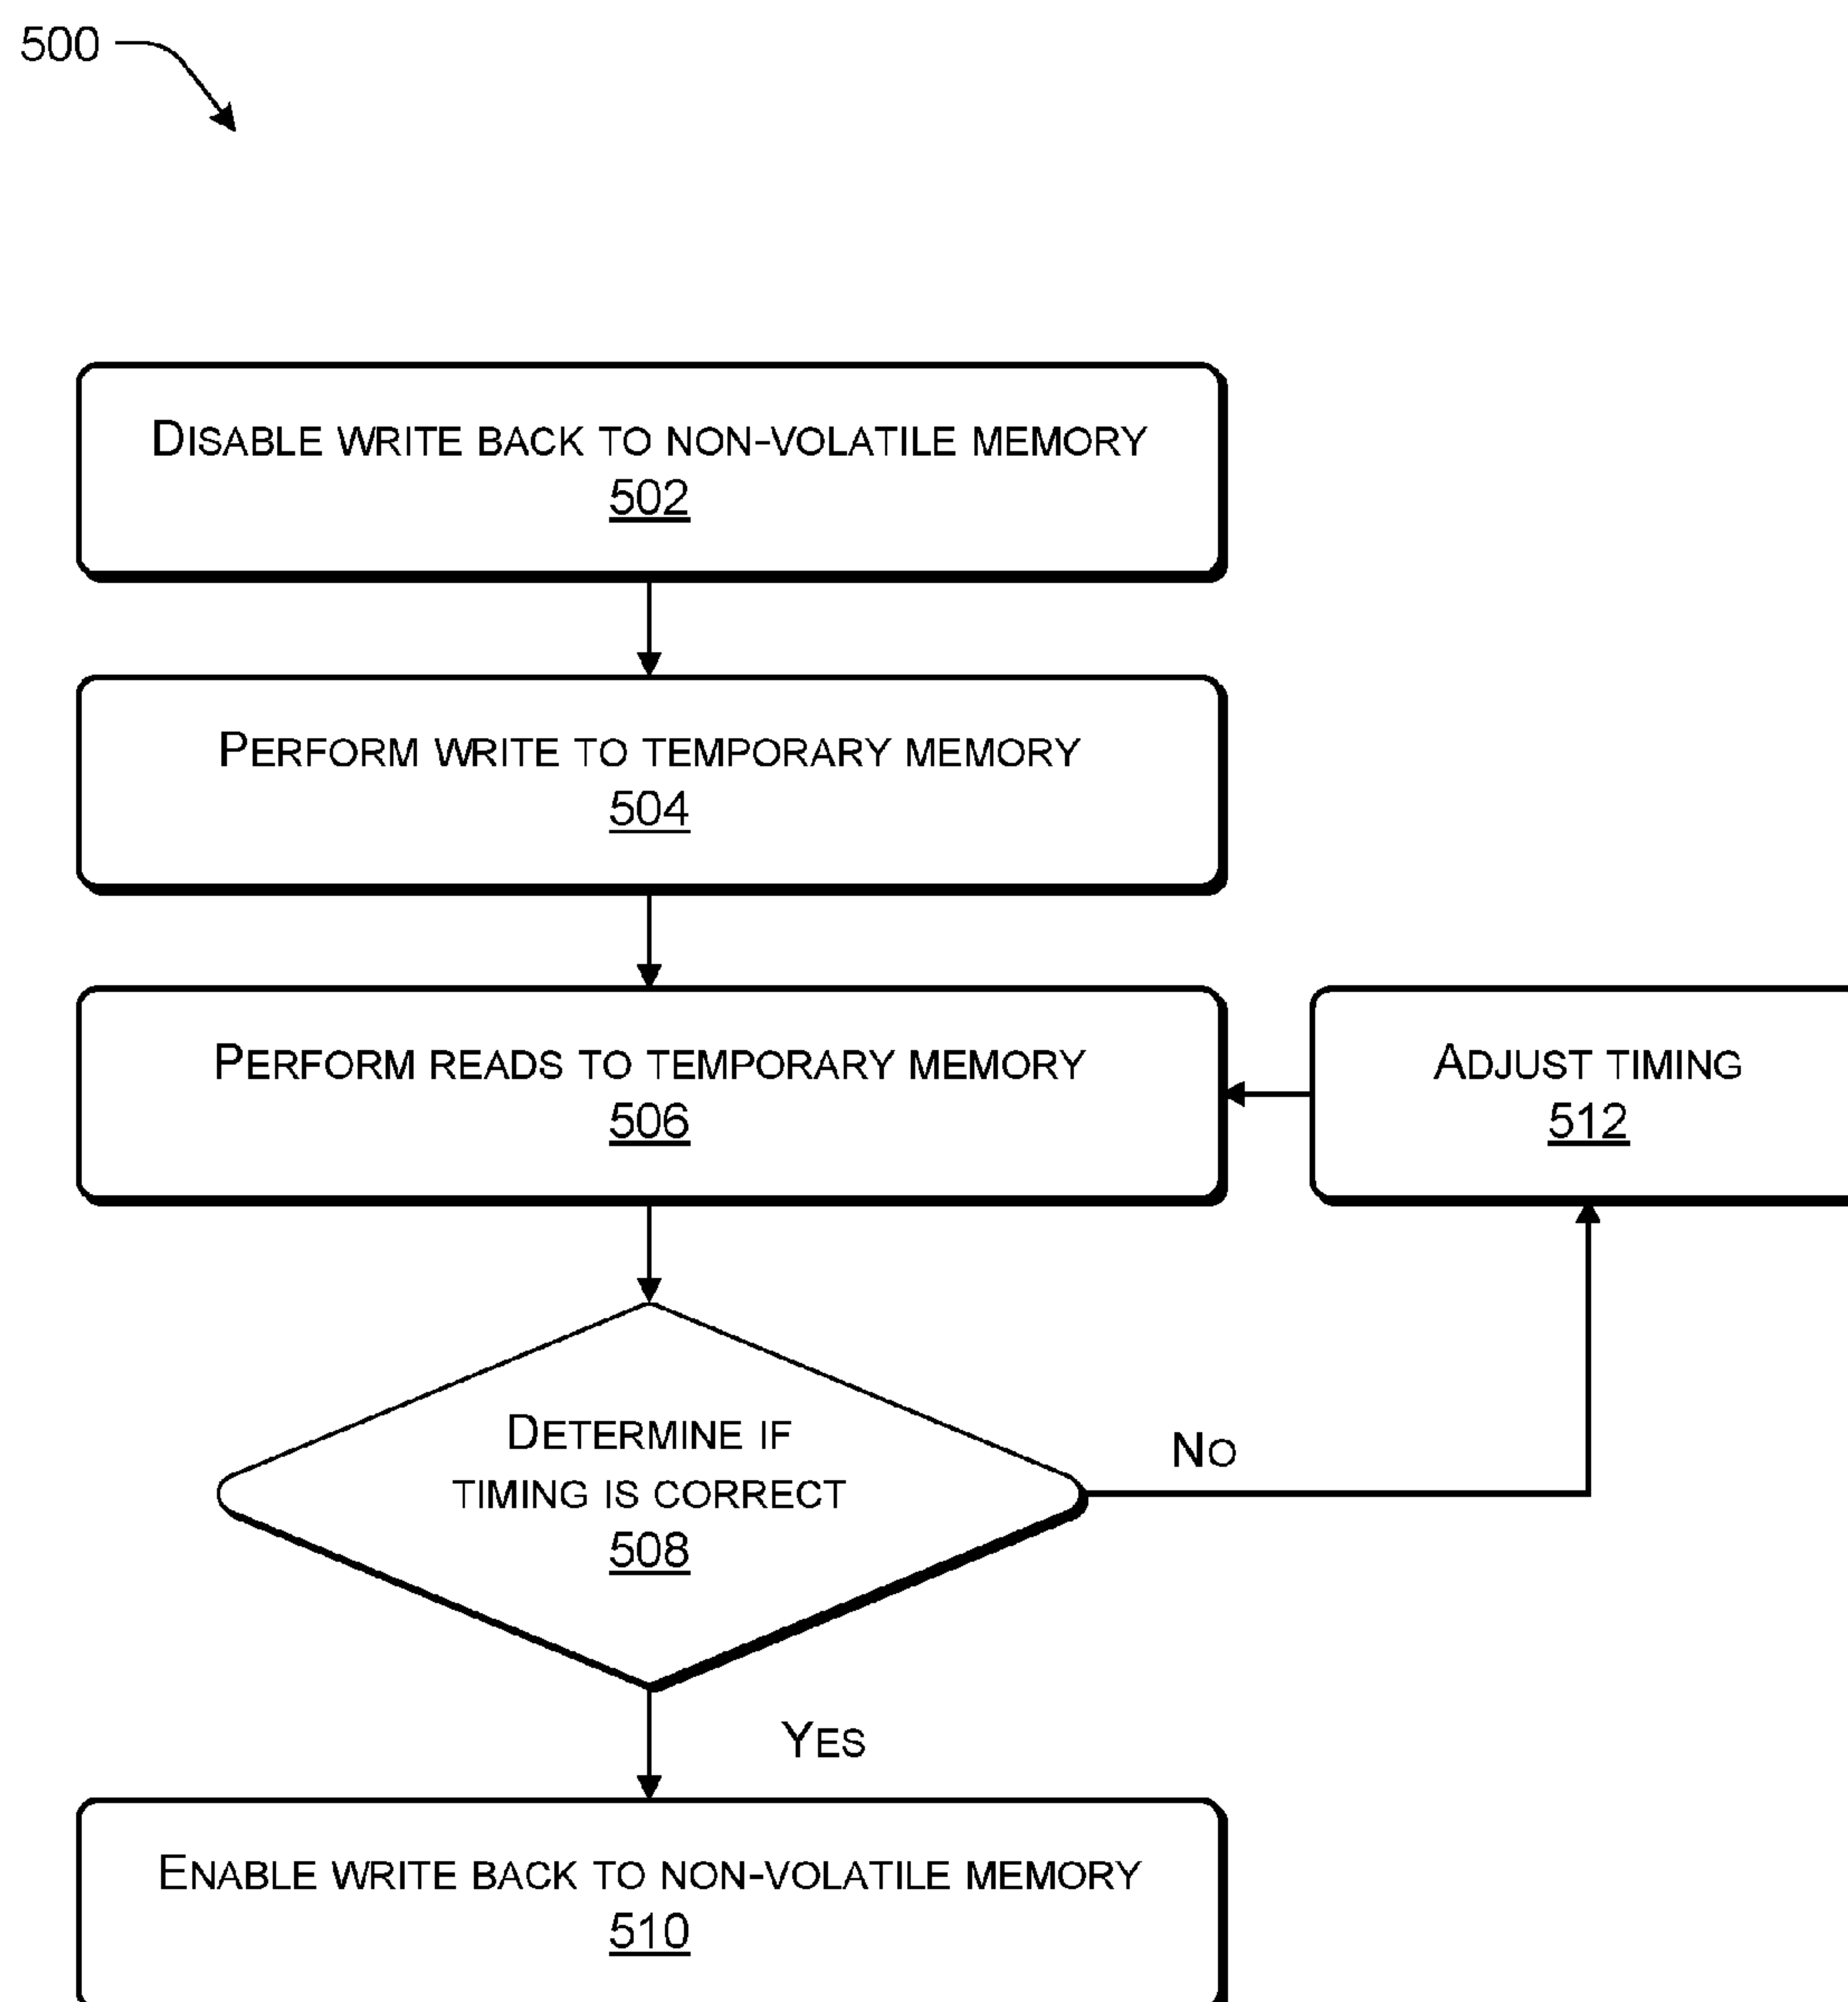 500
DISABLE WRITE BACK TO NON-VOLATILE MEMORY
502
PERFORM WRITE TO TEMPORARY MEMORY
504
PERFORM READS TO TEMPORARY MEMORY
506
ADJUST TIMING
512
DETERMINE IF
TIMING IS CORRECT
508
NO
YES
ENABLE WRITE BACK TO NON-VOLATILE MEMORY
510